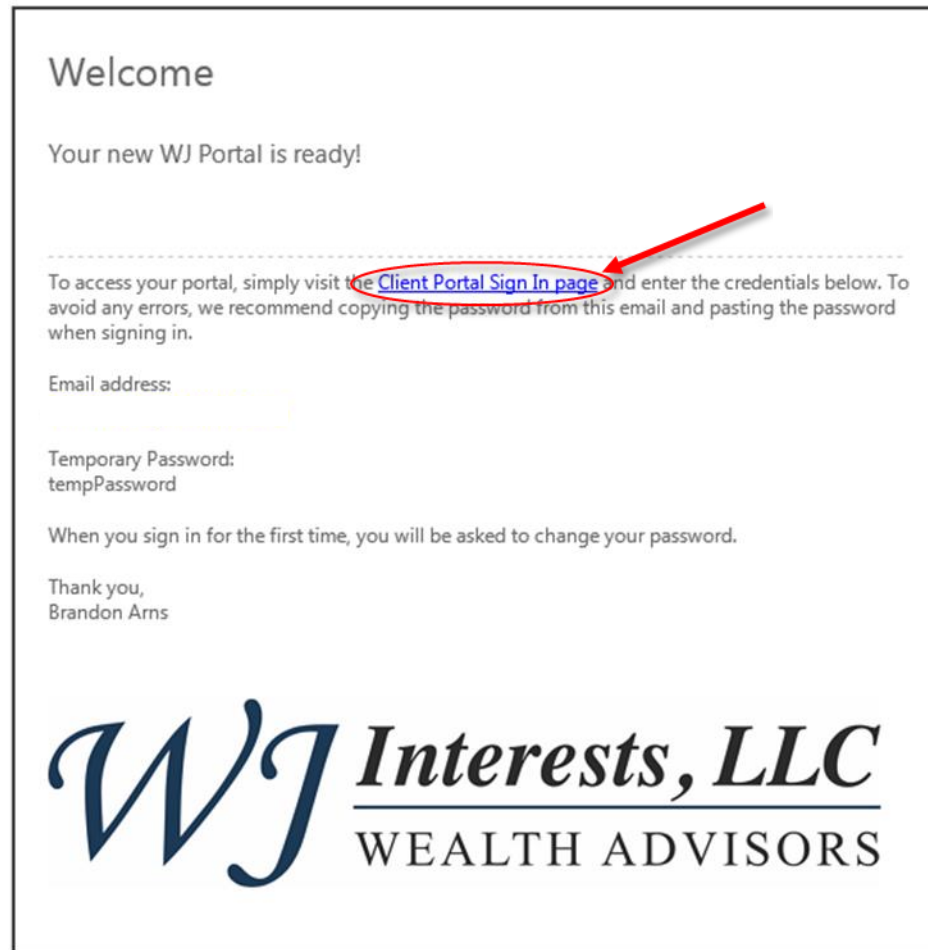 Welcome
Your new WJ Portal is ready!
To access your portal, simply visit the Client Portal Sign In page and enter the credentials below. To
avoid any errors, we recommend copying the password from this email and pasting the password
when signing in.
Email address:
Temporary Password:
tempPassword
When you sign in for the first time, you will be asked to change your password.
Thank you,
Brandon Arns
WJ Interests, LLC
WEALTH ADVISORS